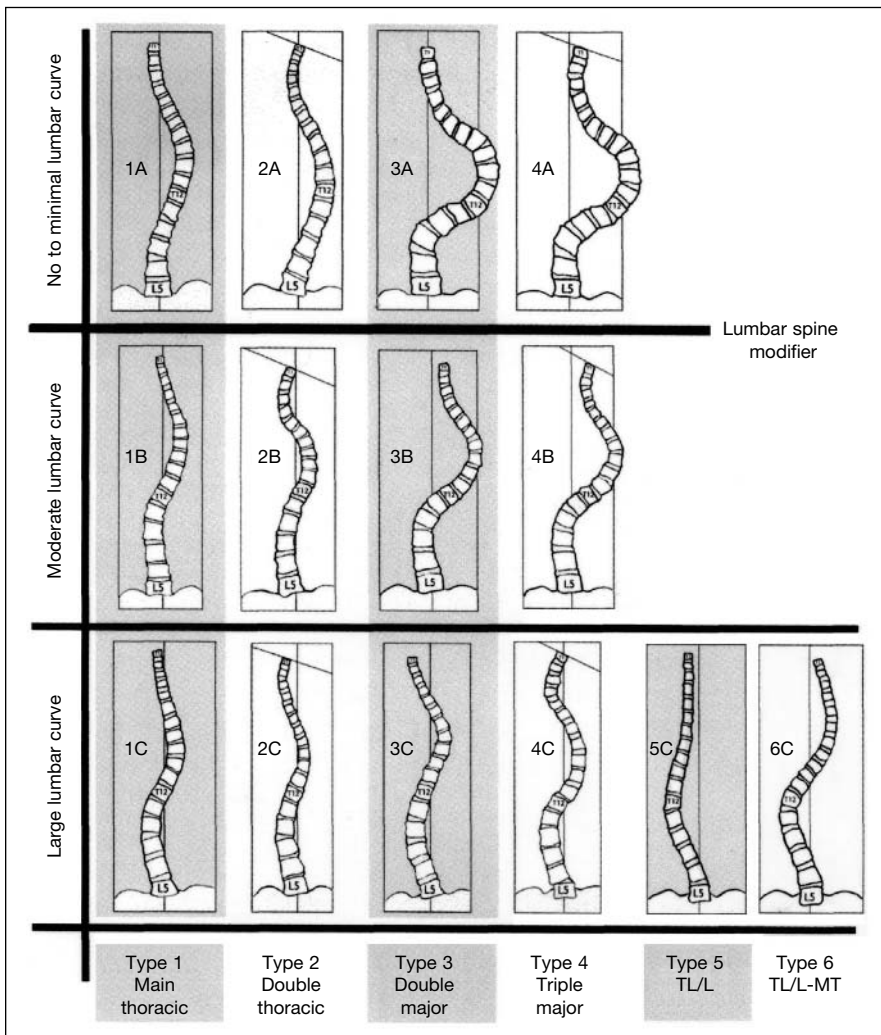 No to minimal lumbar curve
T1
T1
1A
2A
3A
4A
T12
T12
T12
T12
L5
L5
L5
L5
Lumbar spine
modifier
Moderate lumbar curve
1B
2B
3B
4B
T12
T12
T12
T12
L5
L5
L5
L5
Large lumbar curve
1C
2C
3C
4C
5C
6C
T12
T12
T12
T12
T12
T12
L5
L5
L5
L5
L5
L5
Type 1
Main
thoracic
Type 2
Double
thoracic
Type 3
Double
major
Type 4
Triple
major
Type 5
TL/L
Type 6
TL/L-MT